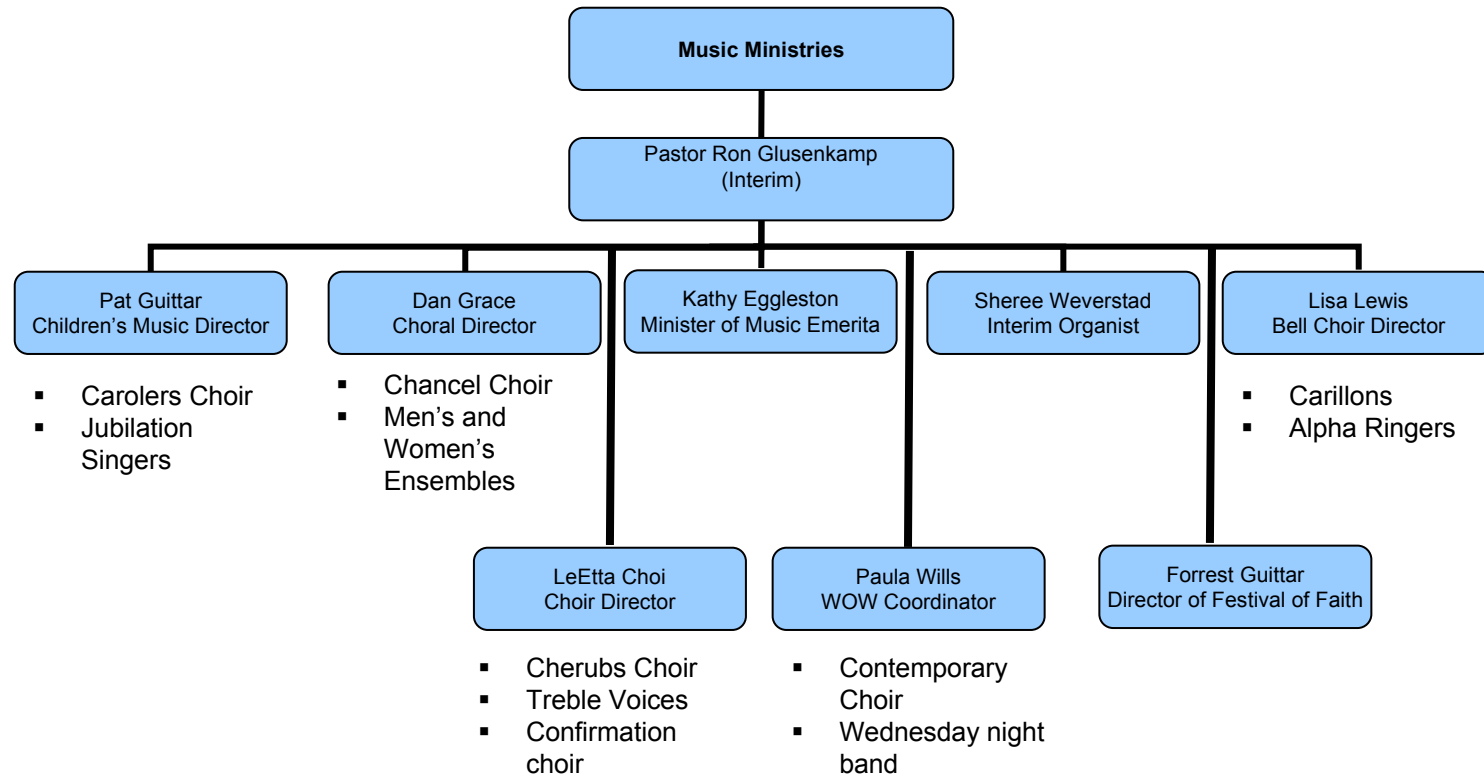 Music Ministries
Pastor Ron Glusenkamp
(Interim)
Pat Guittar
Children’s Music Director
Dan Grace
Choral Director
Kathy Eggleston
Minister of Music Emerita
Sheree Weverstad
Interim Organist
Lisa Lewis
Bell Choir Director
▪ Carolers Choir
▪ Jubilation
Singers
▪ Chancel Choir
▪ Men’s and
Women’s
Ensembles
▪ Carillons
▪ Alpha Ringers
LeEtta Choi
Choir Director
Paula Wills
WOW Coordinator
Forrest Guittar
Director of Festival of Faith
▪ Cherubs Choir
▪ Treble Voices
▪ Confirmation
choir
▪ Contemporary
Choir
▪ Wednesday night
band